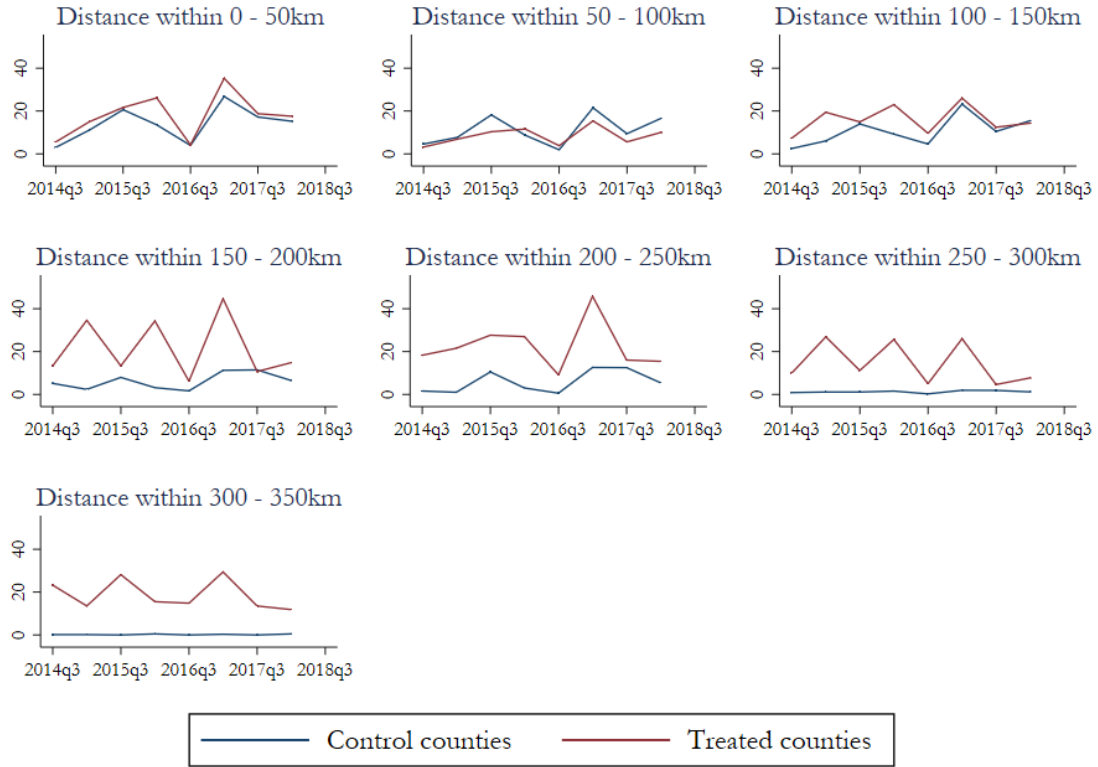 Distance within 0 - 50km
40
20
0
2014q3 2015q3 2016q3 2017q3 2018q3
Distance within 50 - 100km
40
20
0
2014q3 2015q3 2016q3 2017q3 2018q3
Distance within 100 - 150km
40
20
0
2014q3 2015q3 2016q3 2017q3 2018q3
Distance within 150 - 200km
40
20
0
2014q3 2015q3 2016q3 2017q3 2018q3
Distance within 200 - 250km
40
20
0
2014q3 2015q3 2016q3 2017q3 2018q3
Distance within 250 - 300km
40
20
0
2014q3 2015q3 2016q3 2017q3 2018q3
Distance within 300 - 350km
40
20
0
2014q3 2015q3 2016q3 2017q3 2018q3
Control counties Treated counties